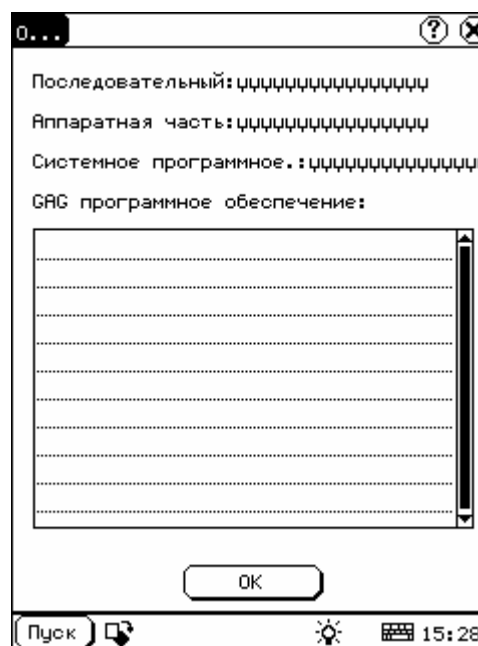 О...
Последовательный:џџџџџџџџџџџџџџџџ
Аппаратная часть:џџџџџџџџџџџџџџџџ
Системное программное.:џџџџџџџџџџџџџџ
GAG программное обеспечение:
OK
Пуск 15:28